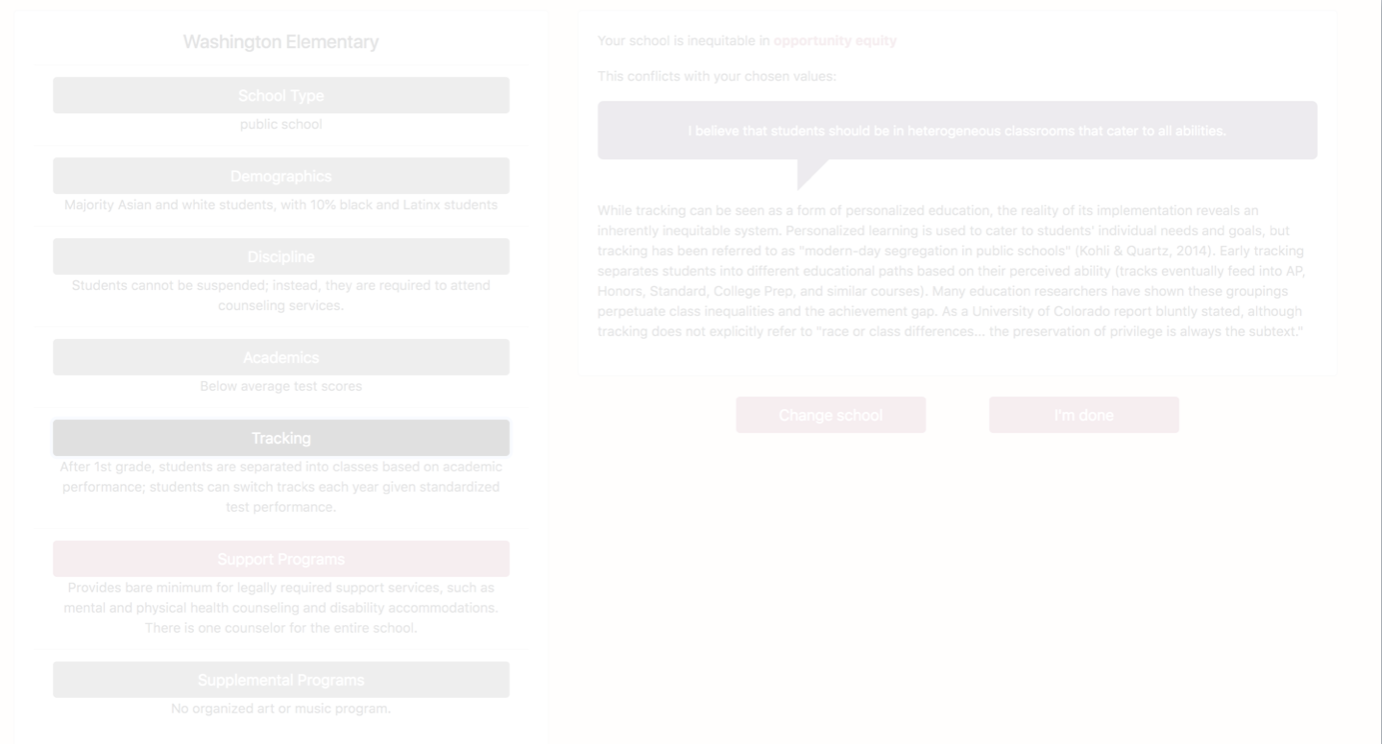 Washington Elementary
School Type
public school
Demographics
Majority Asian and white students, with 10% black and Latinx students
Discipline
Students cannot be suspended; instead, they are required to attend
counseling services.
Academics
Below average test scores
Tracking
After 1st grade, students are separated into classes based on academic
performance; students can switch tracks each year given standardized
test performance.
Support Programs
Provides bare minimum for legally required support services, such as
mental and physical health counseling and disability accommodations.
There is one counselor for the entire school.
Supplemental Programs
No organized art or music program.
Your school is inequitable in opportunity equity
This conflicts with your chosen values:
I believe that students should be in heterogeneous classrooms that cater to all abilities.
While tracking can be seen as a form of personalized education, the reality of its implementation reveals an
inherently inequitable system. Personalized learning is used to cater to students' individual needs and goals, but
tracking has been referred to as "modern-day segregation in public schools" (Kohli & Quartz, 2014). Early tracking
separates students into different educational paths based on their perceived ability (tracks eventually feed into AP,
Honors, Standard, College Prep, and similar courses). Many education researchers have shown these groupings
perpetuate class inequalities and the achievement gap. As a University of Colorado report bluntly stated, although
tracking does not explicitly refer to "race or class differences... the preservation of privilege is always the subtext."
Change school
I'm done